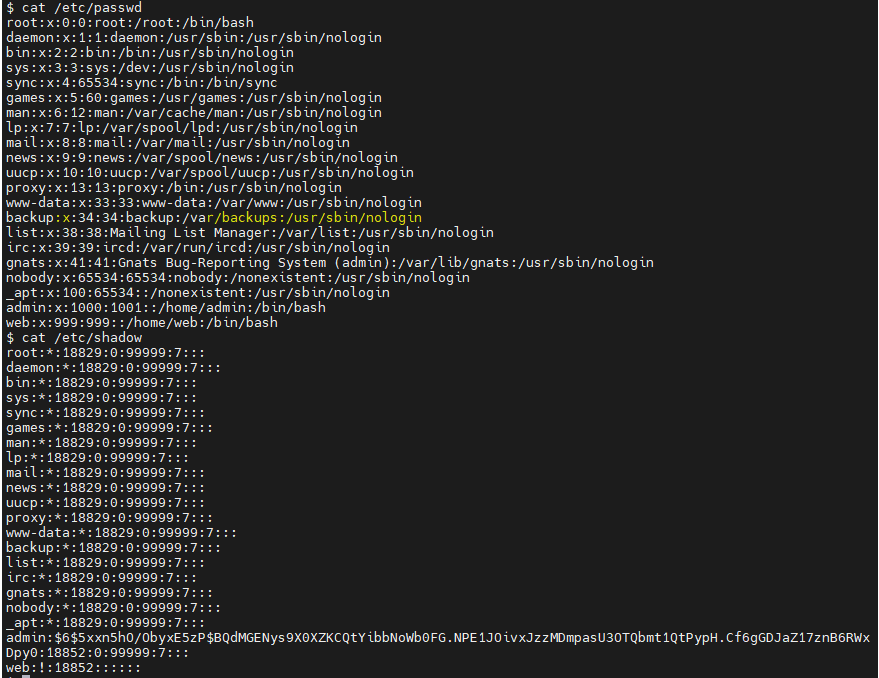 $ cat /etc/passwd
root:x:0:0:root:/root:/bin/bash
daemon:x:1:1:daemon:/usr/sbin:/usr/sbin/nologin
bin:x:2:2:bin:/bin:/usr/sbin/nologin
sys:x:3:3:sys:/dev:/usr/sbin/nologin
sync:x:4:65534:sync:/bin:/bin/sync
games:x:5:60:games:/usr/games:/usr/sbin/nologin
man:x:6:12:man:/var/cache/man:/usr/sbin/nologin
lp:x:7:7:lp:/var/spool/lpd:/usr/sbin/nologin
mail:x:8:8:mail:/var/mail:/usr/sbin/nologin
news:x:9:9:news:/var/spool/news:/usr/sbin/nologin
uucp:x:10:10:uucp:/var/spool/uucp:/usr/sbin/nologin
proxy:x:13:13:proxy:/bin:/usr/sbin/nologin
www-data:x:33:33:www-data:/var/www:/usr/sbin/nologin
backup:x:34:34:backup:/var/backups:/usr/sbin/nologin
list:x:38:38:Mailing List Manager:/var/list:/usr/sbin/nologin
irc:x:39:39:ircd:/var/run/ircd:/usr/sbin/nologin
gnats:x:41:41:Gnats Bug-Reporting System (admin):/var/lib/gnats:/usr/sbin/nologin
nobody:x:65534:65534:nobody:/nonexistent:/usr/sbin/nologin
_apt:x:100:65534::/nonexistent:/usr/sbin/nologin
admin:x:1000:1001::/home/admin:/bin/bash
web:x:999:999::/home/web:/bin/bash
$ cat /etc/shadow
root:*:18829:0:99999:7:::
daemon:*:18829:0:99999:7:::
bin:*:18829:0:99999:7:::
sys:*:18829:0:99999:7:::
sync:*:18829:0:99999:7:::
games:*:18829:0:99999:7:::
man:*:18829:0:99999:7:::
lp:*:18829:0:99999:7:::
mail:*:18829:0:99999:7:::
news:*:18829:0:99999:7:::
uucp:*:18829:0:99999:7:::
proxy:*:18829:0:99999:7:::
www-data:*:18829:0:99999:7:::
backup:*:18829:0:99999:7:::
list:*:18829:0:99999:7:::
irc:*:18829:0:99999:7:::
gnats:*:18829:0:99999:7:::
nobody:*:18829:0:99999:7:::
_apt:*:18829:0:99999:7:::
admin:$6$5xxn5hO/ObyxE5zP$BQdMGENys9X0XZKCQtYibbNoWb0FG.NPE1JOivxJzzMDmpasU3OTQbmt1QtPypH.Cf6gGDJaZ17znB6RWx
Dpy0:18852:0:99999:7:::
web:!:18852::::::